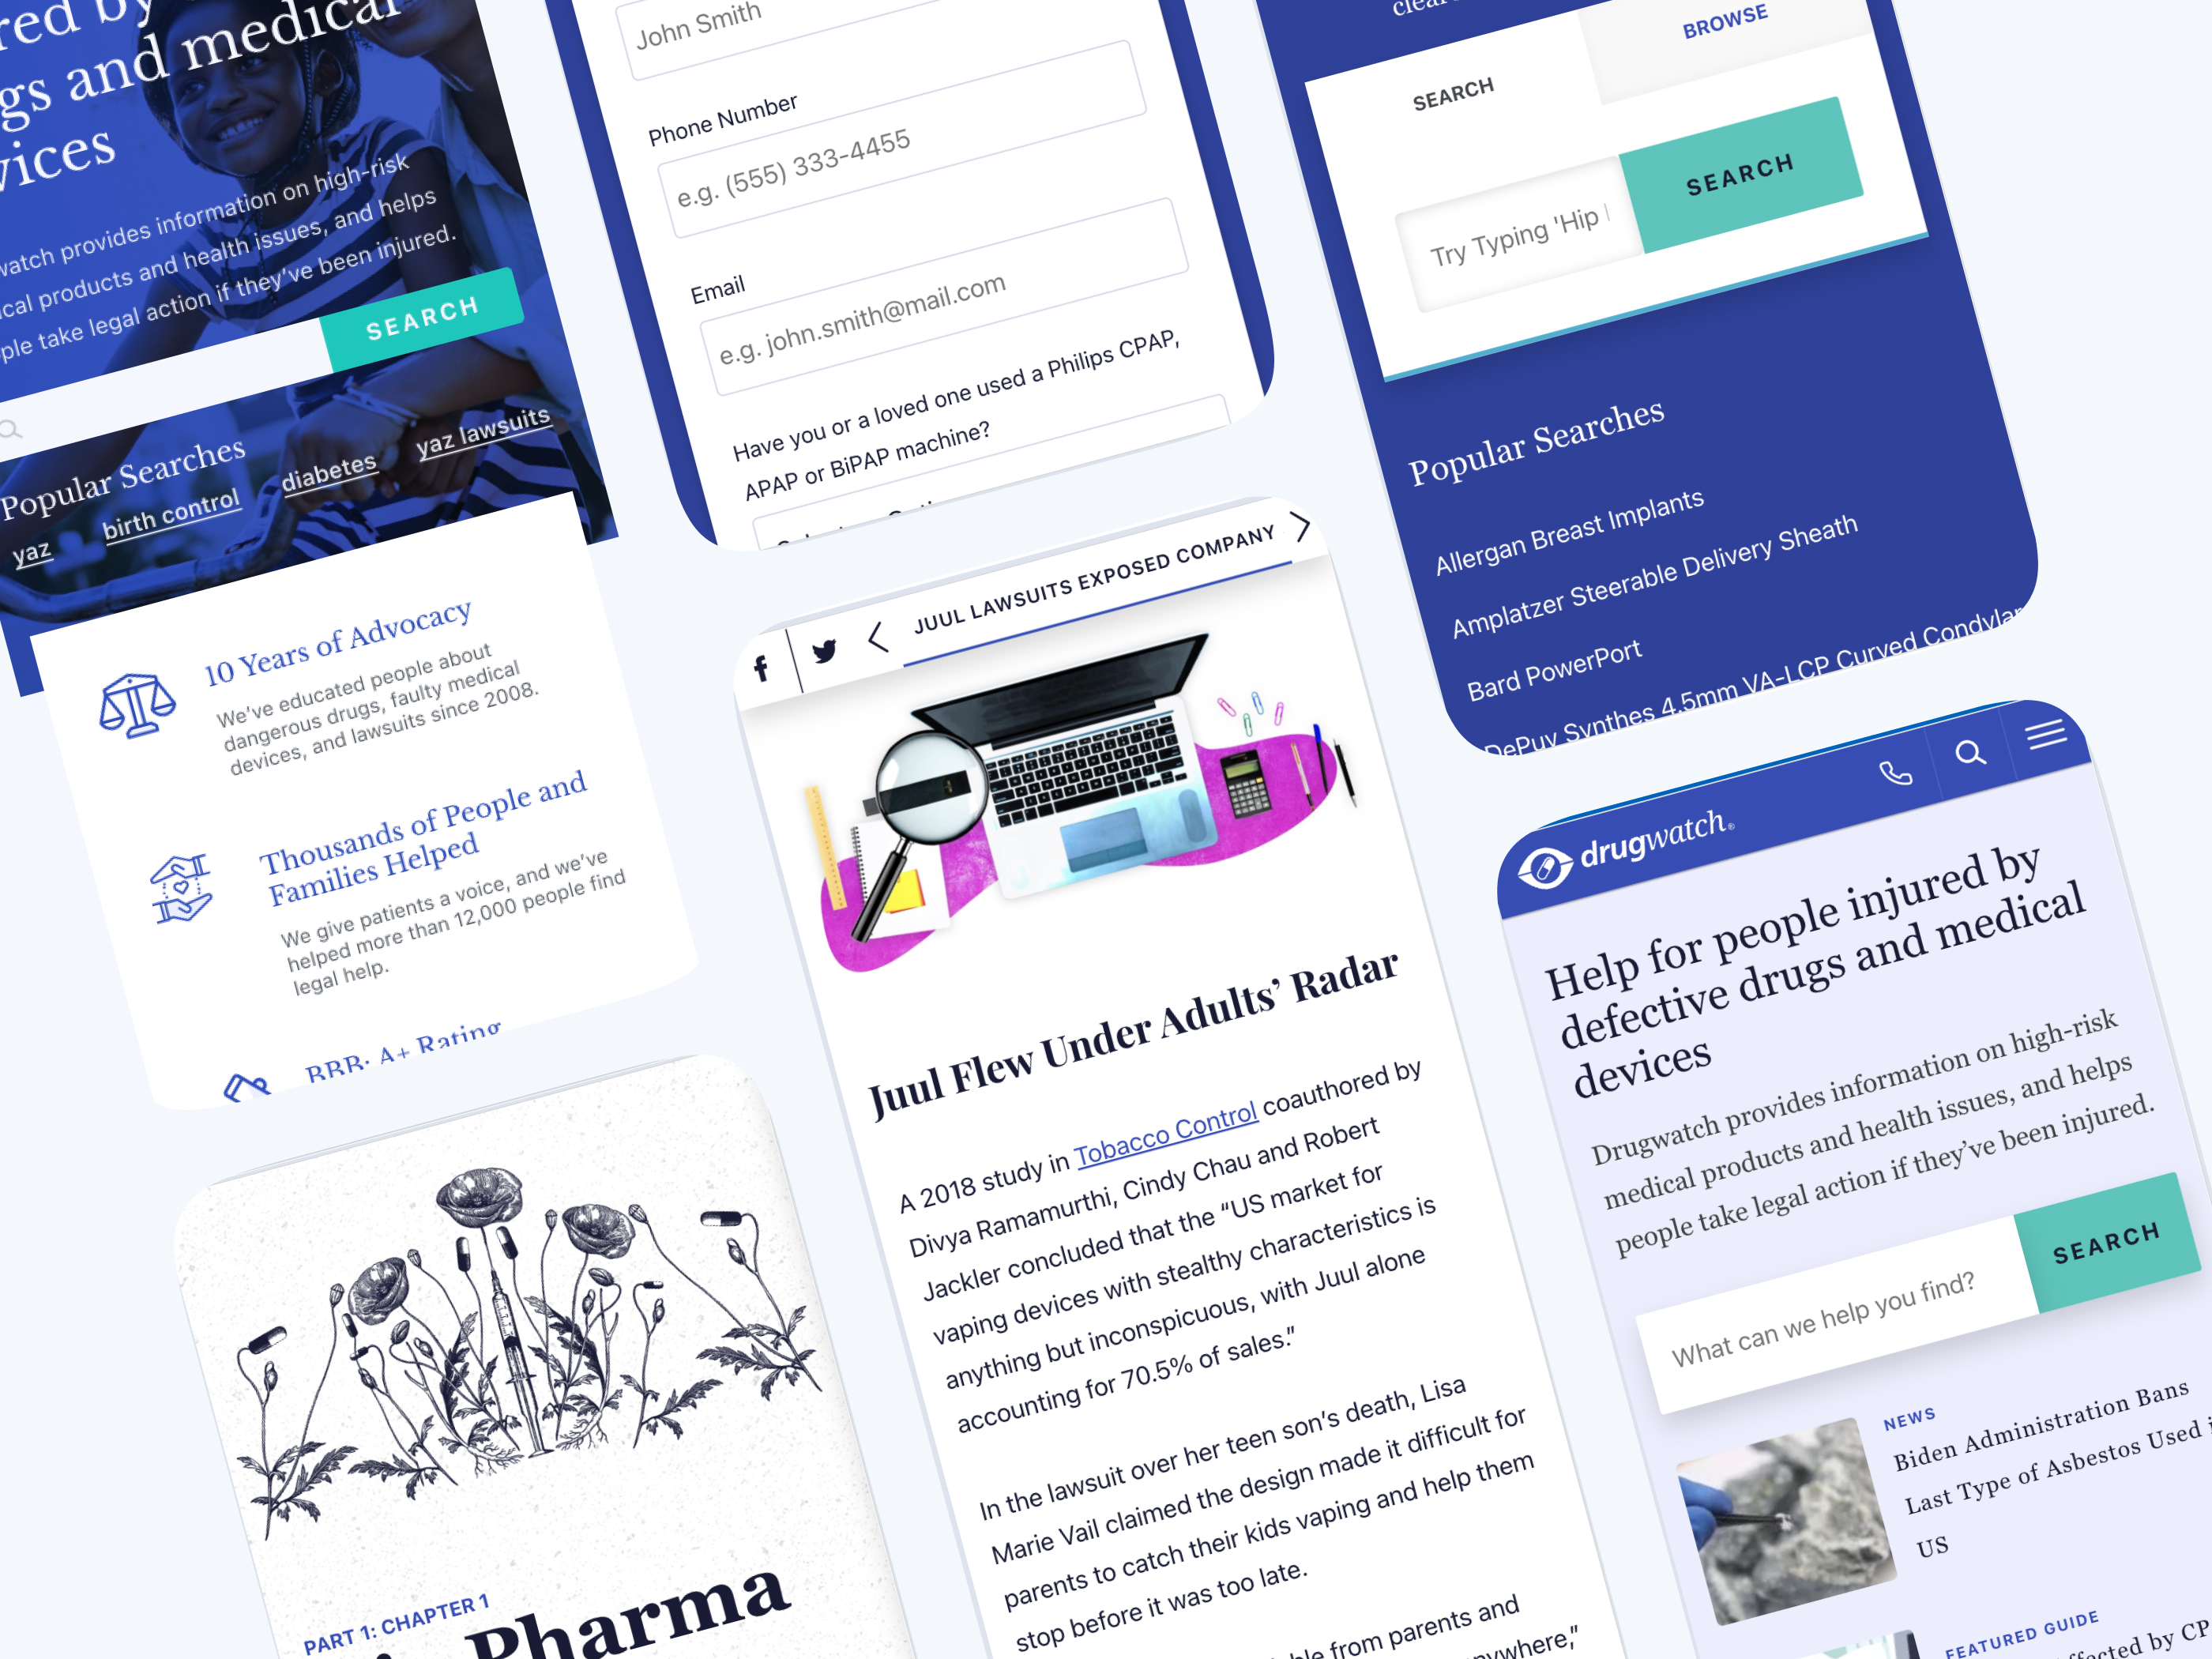 red by
gs and medical
vices
watch provides information on high-risk
ical products and health issues, and helps
ple take legal action if they've been injured.
SEARCH
Popular Searches
yaz
birth control
diabetes
yaz lawsuits
10 Years of Advocacy
We've educated people about
dangerous drugs, faulty medical
devices, and lawsuits since 2008.
Thousands of People and
Families Helped
We give patients a voice, and we've
helped more than 12,000 people find
legal help.
BBB: A+ Rating
John Smith
Phone Number
e.g. (555) 333-4455
Email
e.g. john.smith@mail.com
Have you or a loved one used a Philips CPAP,
APAP or BiPAP machine?
BROWSE
SEARCH
Try Typing 'Hip
SEARCH
Popular Searches
Allergan Breast Implants
Amplatzer Steerable Delivery Sheath
Bard PowerPort
DePuy Synthes 4.5mm VA-LCP Curved Condylar
JUUL LAWSUITS EXPOSED COMPANY
Juul Flew Under Adults' Radar
A 2018 study in Tobacco Control coauthored by
Divya Ramamurthi, Cindy Chau and Robert
Jackler concluded that the “US market for
vaping devices with stealthy characteristics is
anything but inconspicuous, with Juul alone
accounting for 70.5% of sales.”
In the lawsuit over her teen son's death, Lisa
Marie Vail claimed the design made it difficult for
parents to catch their kids vaping and help them
stop before it was too late.
ble from parents and
nywhere,”
PART 1: CHAPTER 1
Pharma
drugwatch®
Help for people injured by
defective drugs and medical
devices
Drugwatch provides information on high-risk
medical products and health issues, and helps
people take legal action if they've been injured.
What can we help you find?
SEARCH
NEWS
Biden Administration Bans
Last Type of Asbestos Used i
US
FEATURED GUIDE
ffected by CP